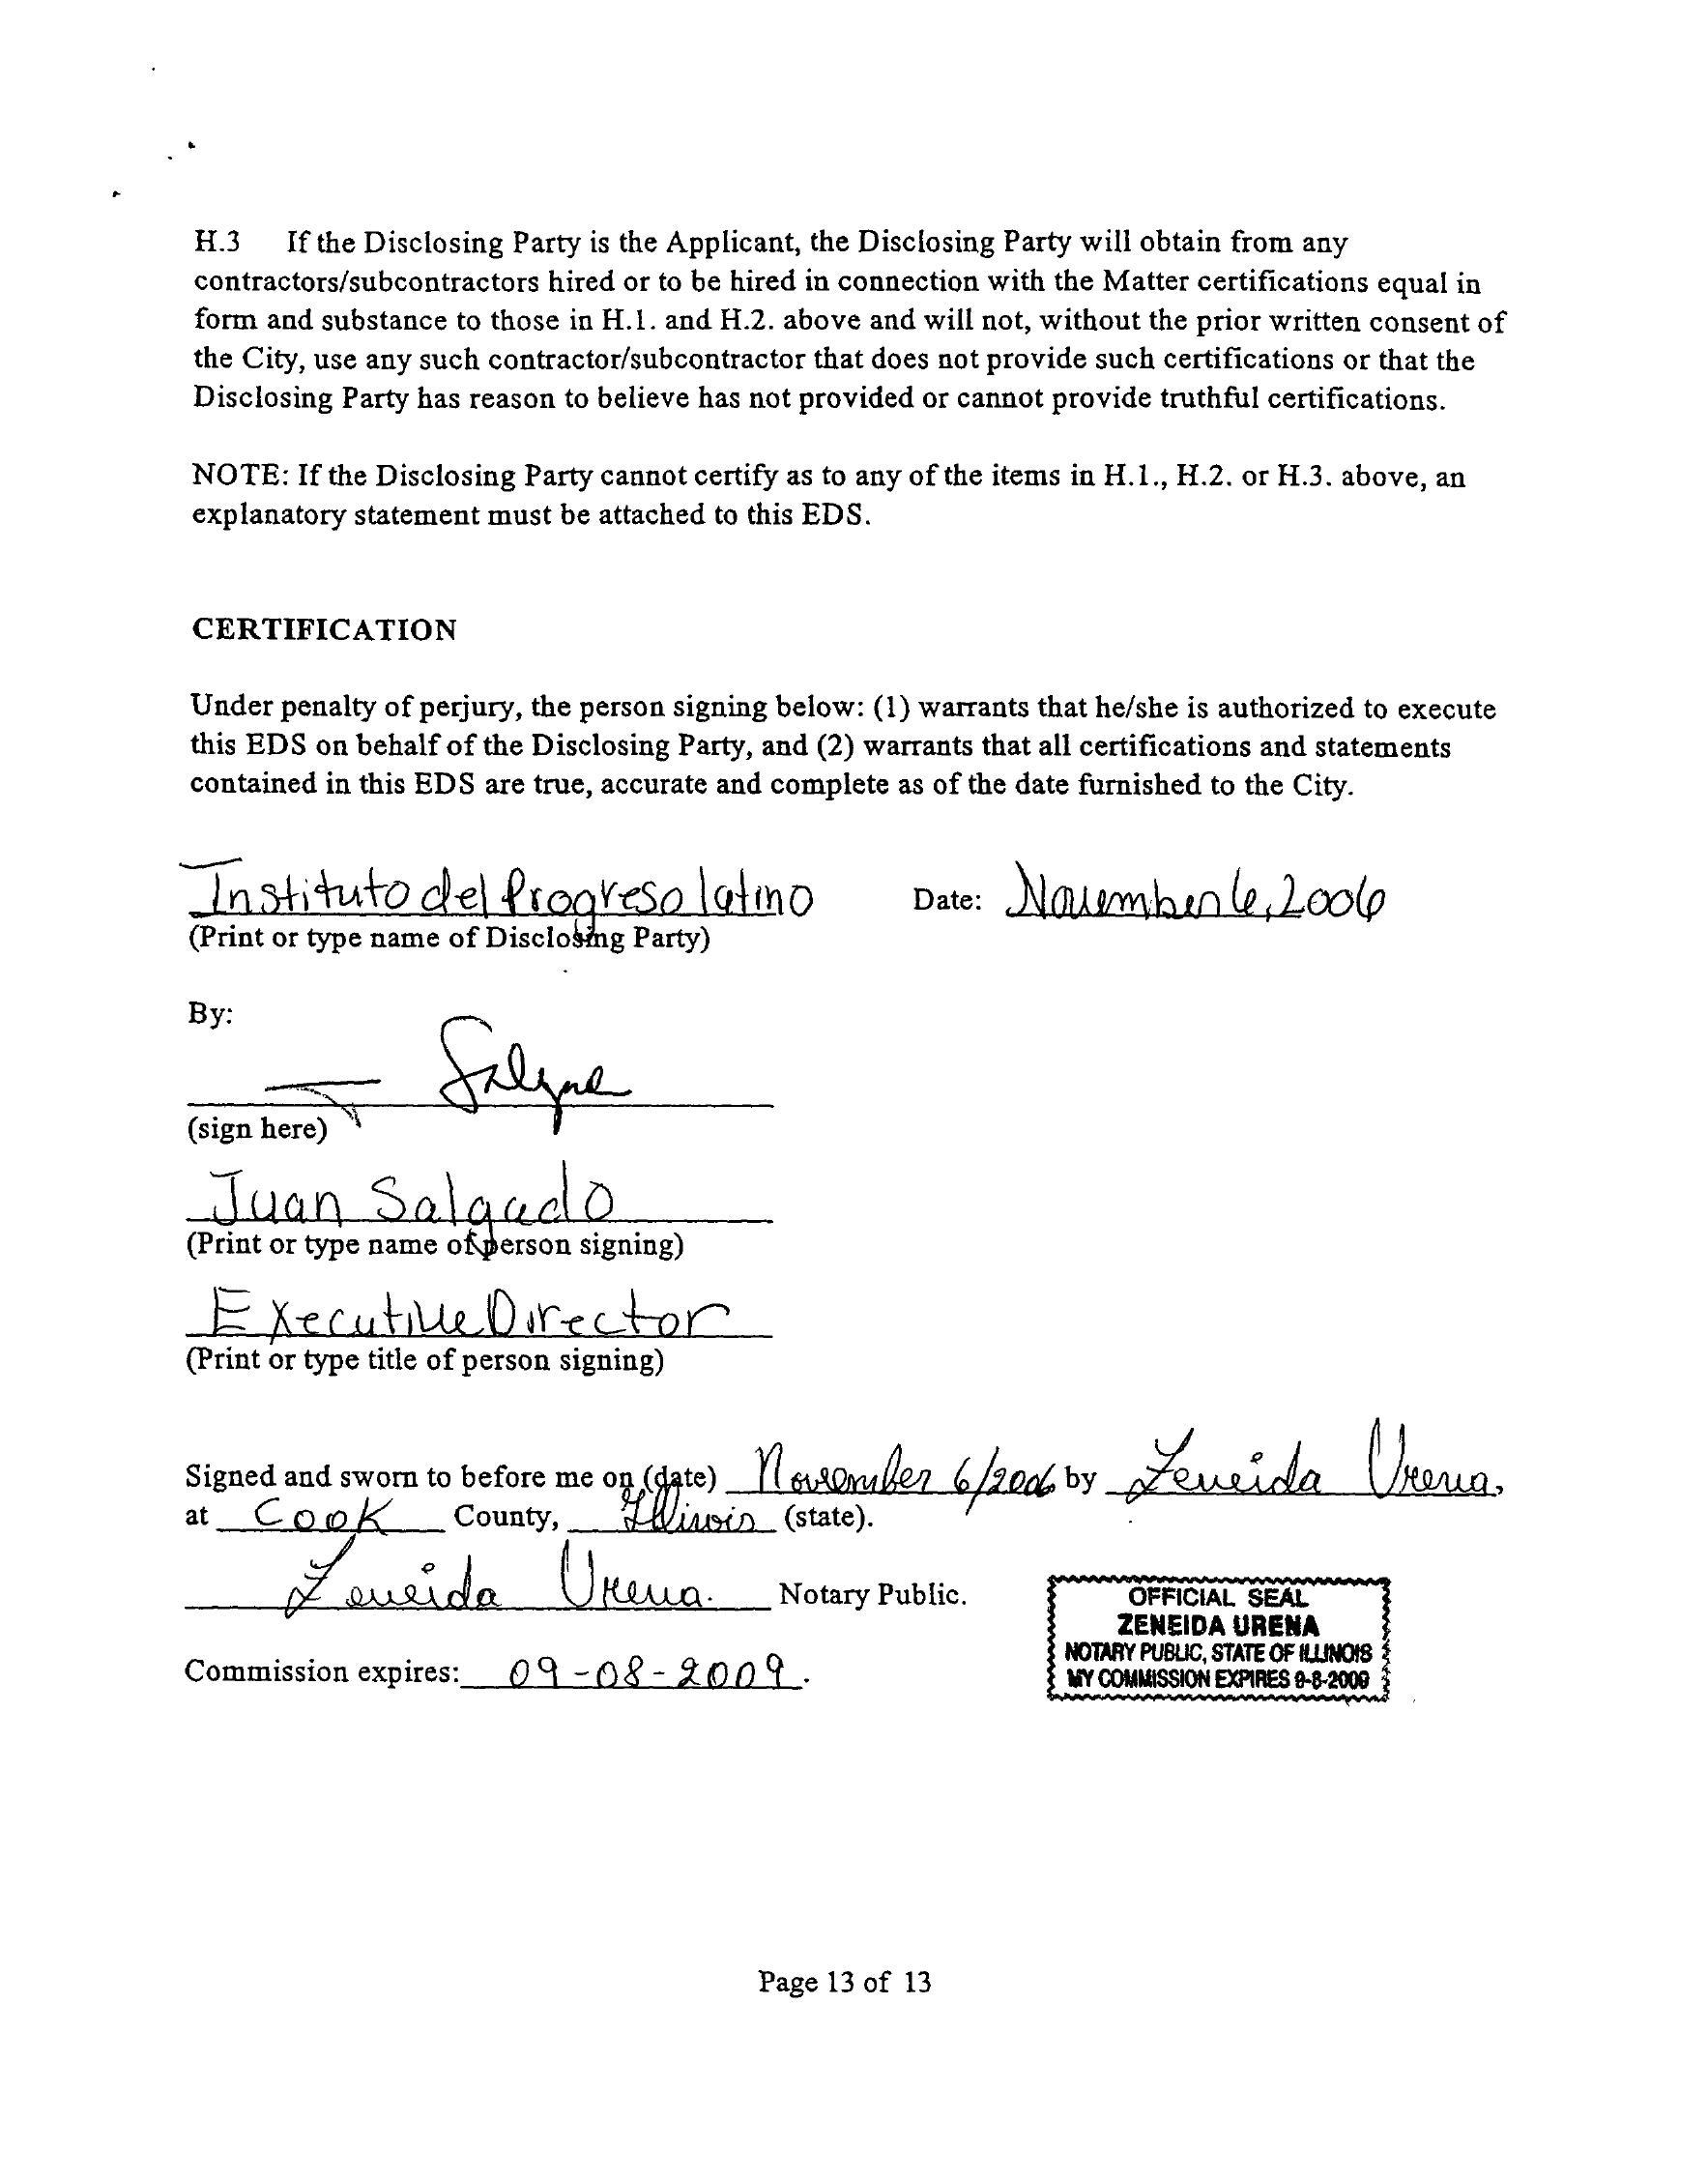 H.3 If the Disclosing Party is the Applicant, the Disclosing Party will obtain from any
contractors/subcontractors hired or to be hired in connection with the Matter certifications equal in
form and substance to those in H.1. and H.2. above and will not, without the prior written consent of
the City, use any such contractor/subcontractor that does not provide such certifications or that the
Disclosing Party has reason to believe has not provided or cannot provide truthful certifications.
NOTE: If the Disclosing Party cannot certify as to any of the items in H.1., H.2. or H.3. above, an
explanatory statement must be attached to this EDS.
CERTIFICATION
Under penalty of perjury, the person signing below: (1) warrants that he/she is authorized to execute
this EDS on behalf of the Disclosing Party, and (2) warrants that all certifications and statements
contained in this EDS are true, accurate and complete as of the date furnished to the City.
Instituto del Progreso latino Date: November 6, 2006
(Print or type name of Disclosing Party)
By:
(sign here)
Juan Salgado
(Print or type name of person signing)
Executive Director
(Print or type title of person signing)
Signed and sworn to before me on (date) November 6/2006 by Zeneida Urena.
at Cook County, Illinois (state).
Zeneida Urena. Notary Public.
Commission expires: 09-08-2009.
OFFICIAL SEAL
ZENEIDA URENA
NOTARY PUBLIC, STATE OF ILLINOIS
MY COMMISSION EXPIRES 9-8-2009
Page 13 of 13